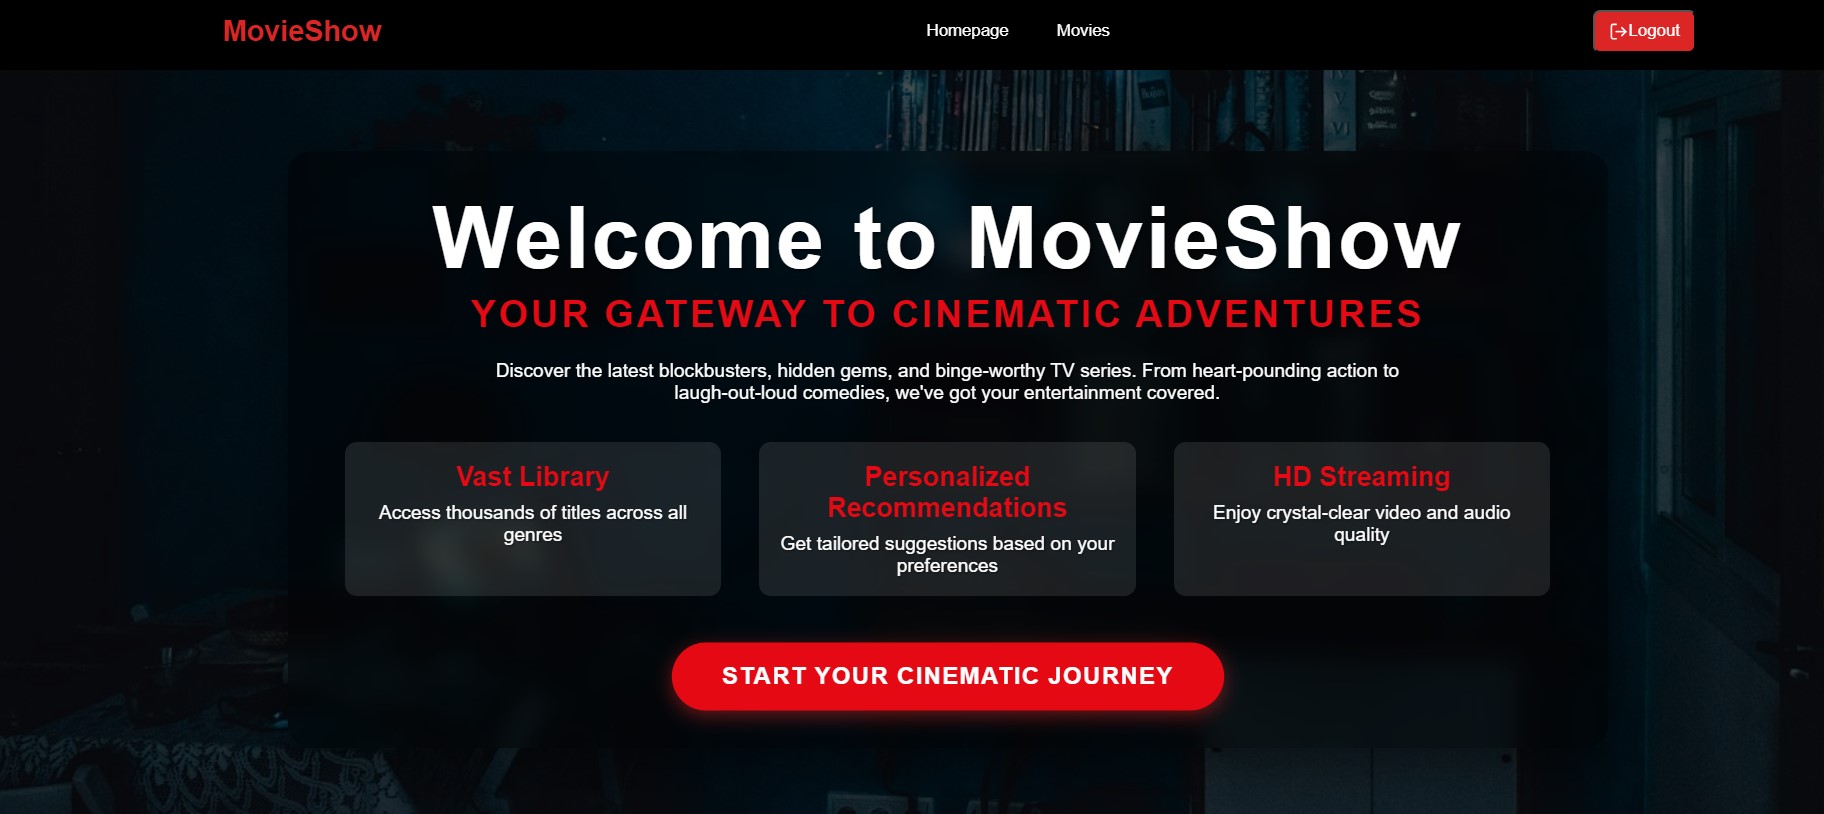 MovieShow
Homepage
Movies
Logout
Welcome to MovieShow
YOUR GATEWAY TO CINEMATIC ADVENTURES
Discover the latest blockbusters, hidden gems, and binge-worthy TV series. From heart-pounding action to
laugh-out-loud comedies, we've got your entertainment covered.
Vast Library
Access thousands of titles across all
genres
Personalized
Recommendations
Get tailored suggestions based on your
preferences
HD Streaming
Enjoy crystal-clear video and audio
quality
START YOUR CINEMATIC JOURNEY